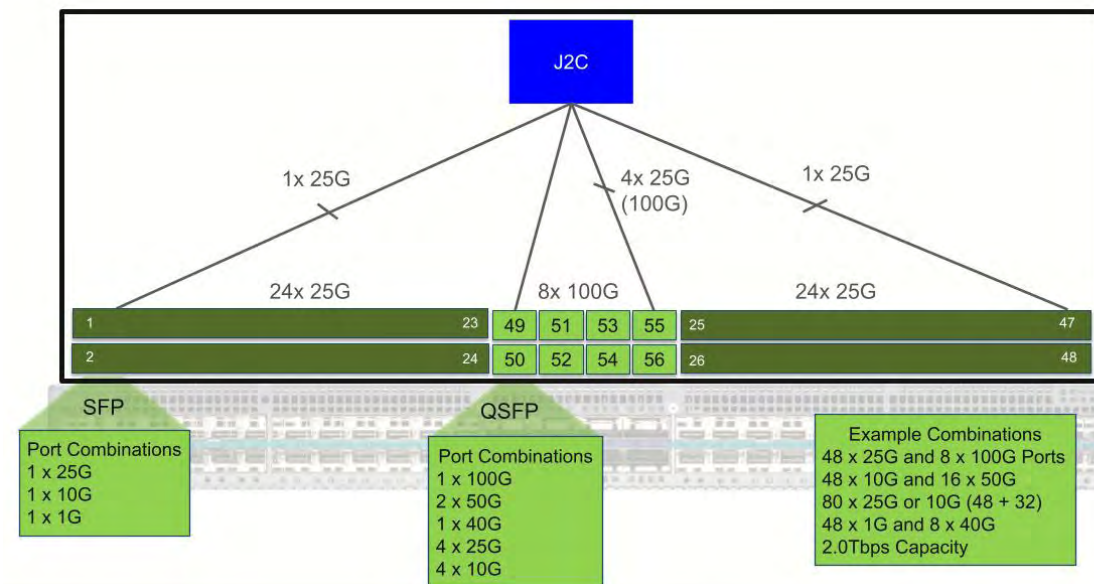 J2C
1x 25G
4x 25G
(100G)
1x 25G
24x 25G
8x 100G
24x 25G
1
23
49
51
53
55
25
47
2
24
50
52
54
56
26
48
SFP
QSFP
Port Combinations
1 x 25G
1 x 10G
1 x 1G
Port Combinations
1 x 100G
2 x 50G
1 x 40G
4 x 25G
4 x 10G
Example Combinations
48 x 25G and 8 x 100G Ports
48 x 10G and 16 x 50G
80 x 25G or 10G (48 + 32)
48 x 1G and 8 x 40G
2.0Tbps Capacity